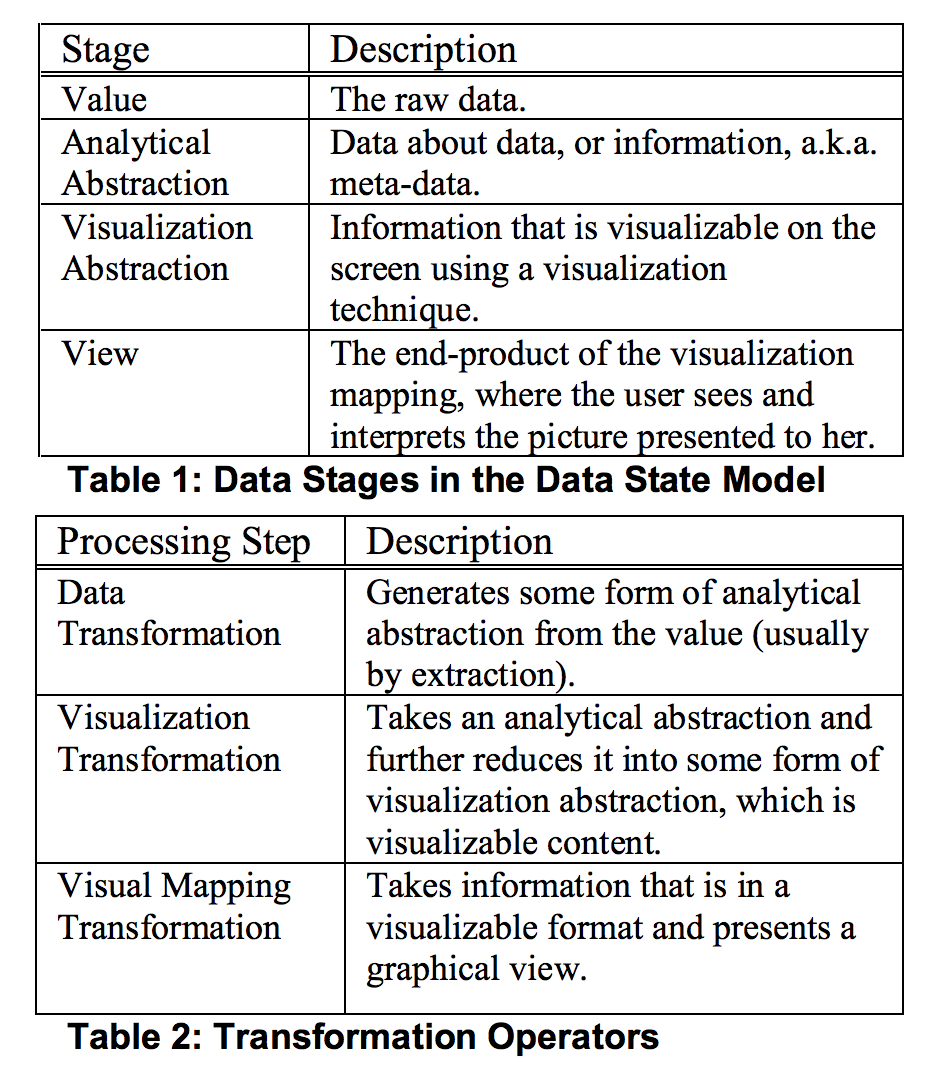 Stage Description
Value The raw data.
Analytical Data about data, or information, a.k.a.
Abstraction meta-data.
Visualization Information that is visualizable on the
Abstraction screen using a visualization
technique.
View The end-product of the visualization
mapping, where the user sees and
interprets the picture presented to her.
Table 1: Data Stages in the Data State Model
Processing Step Description
Data Generates some form of analytical
Transformation abstraction from the value (usually
by extraction).
Visualization Takes an analytical abstraction and
Transformation further reduces it into some form of
visualization abstraction, which is
visualizable content.
Visual Mapping Takes information that is in a
Transformation visualizable format and presents a
graphical view.
Table 2: Transformation Operators